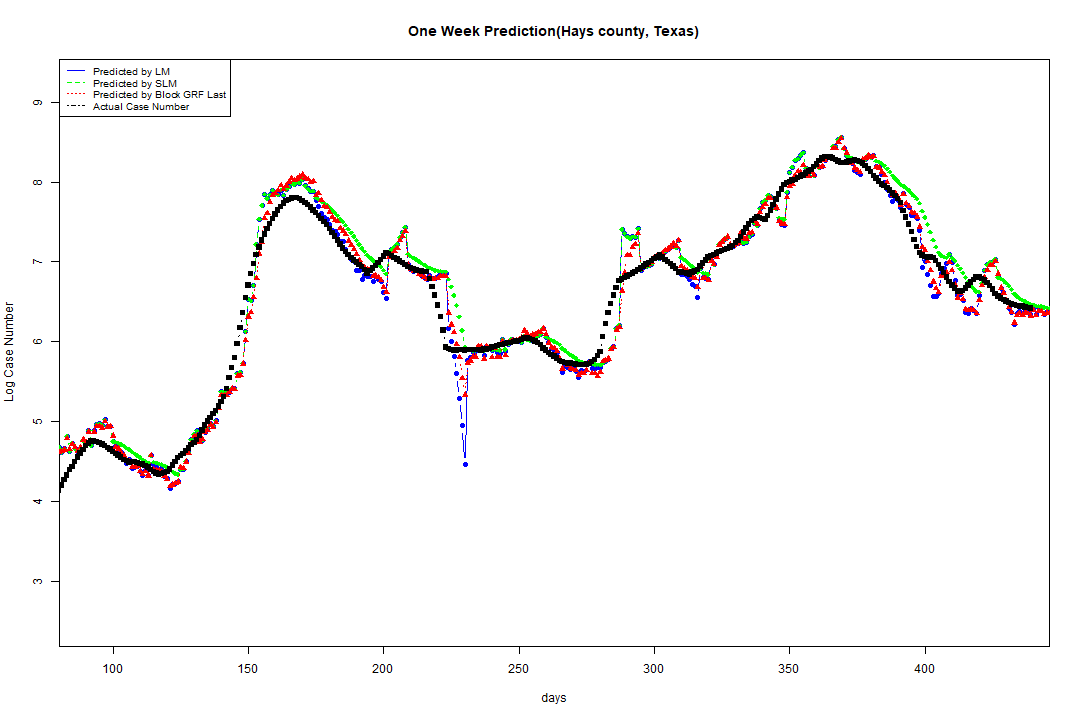 One Week Prediction(Hays county, Texas)
Predicted by LM
Predicted by SLM
Predicted by Block GRF Last
Actual Case Number
9
8
7
6
5
4
3
Log Case Number
100 150 200 250 300 350 400
days